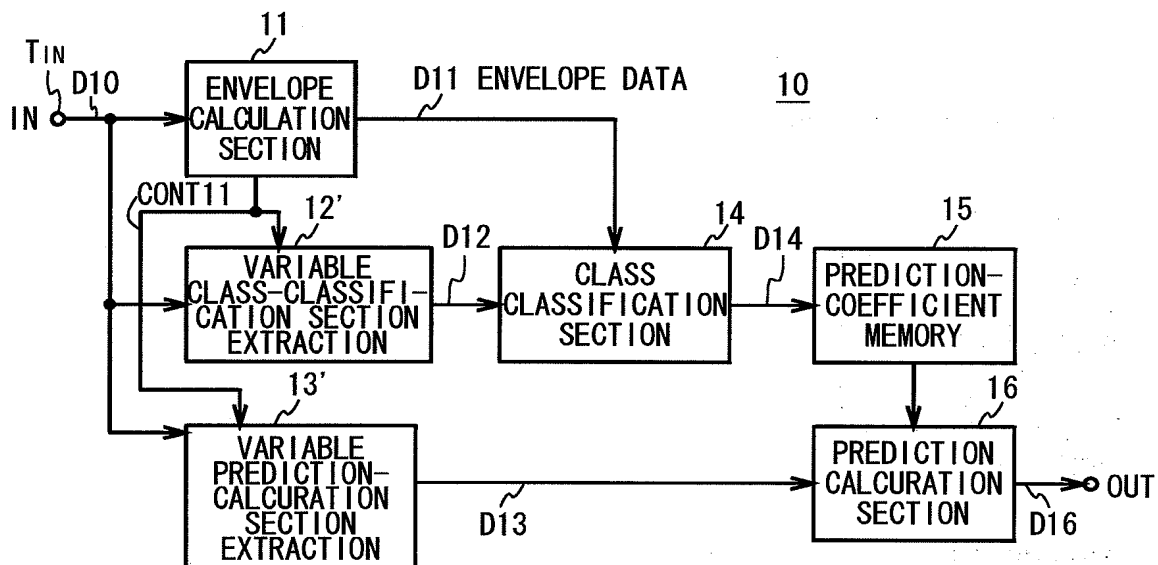 11
TIN
D10
IN
ENVELOPE
CALCULATION
SECTION
D11 ENVELOPE DATA
10
CONT11
12'
VARIABLE
CLASS-CLASSIFI-
CATION SECTION
EXTRACTION
D12
14
CLASS
CLASSIFICATION
SECTION
D14
15
PREDICTION-
COEFFICIENT
MEMORY
13'
VARIABLE
PREDICTION-
CALCURATION
SECTION
EXTRACTION
D13
16
PREDICTION
CALCURATION
SECTION
D16
OUT